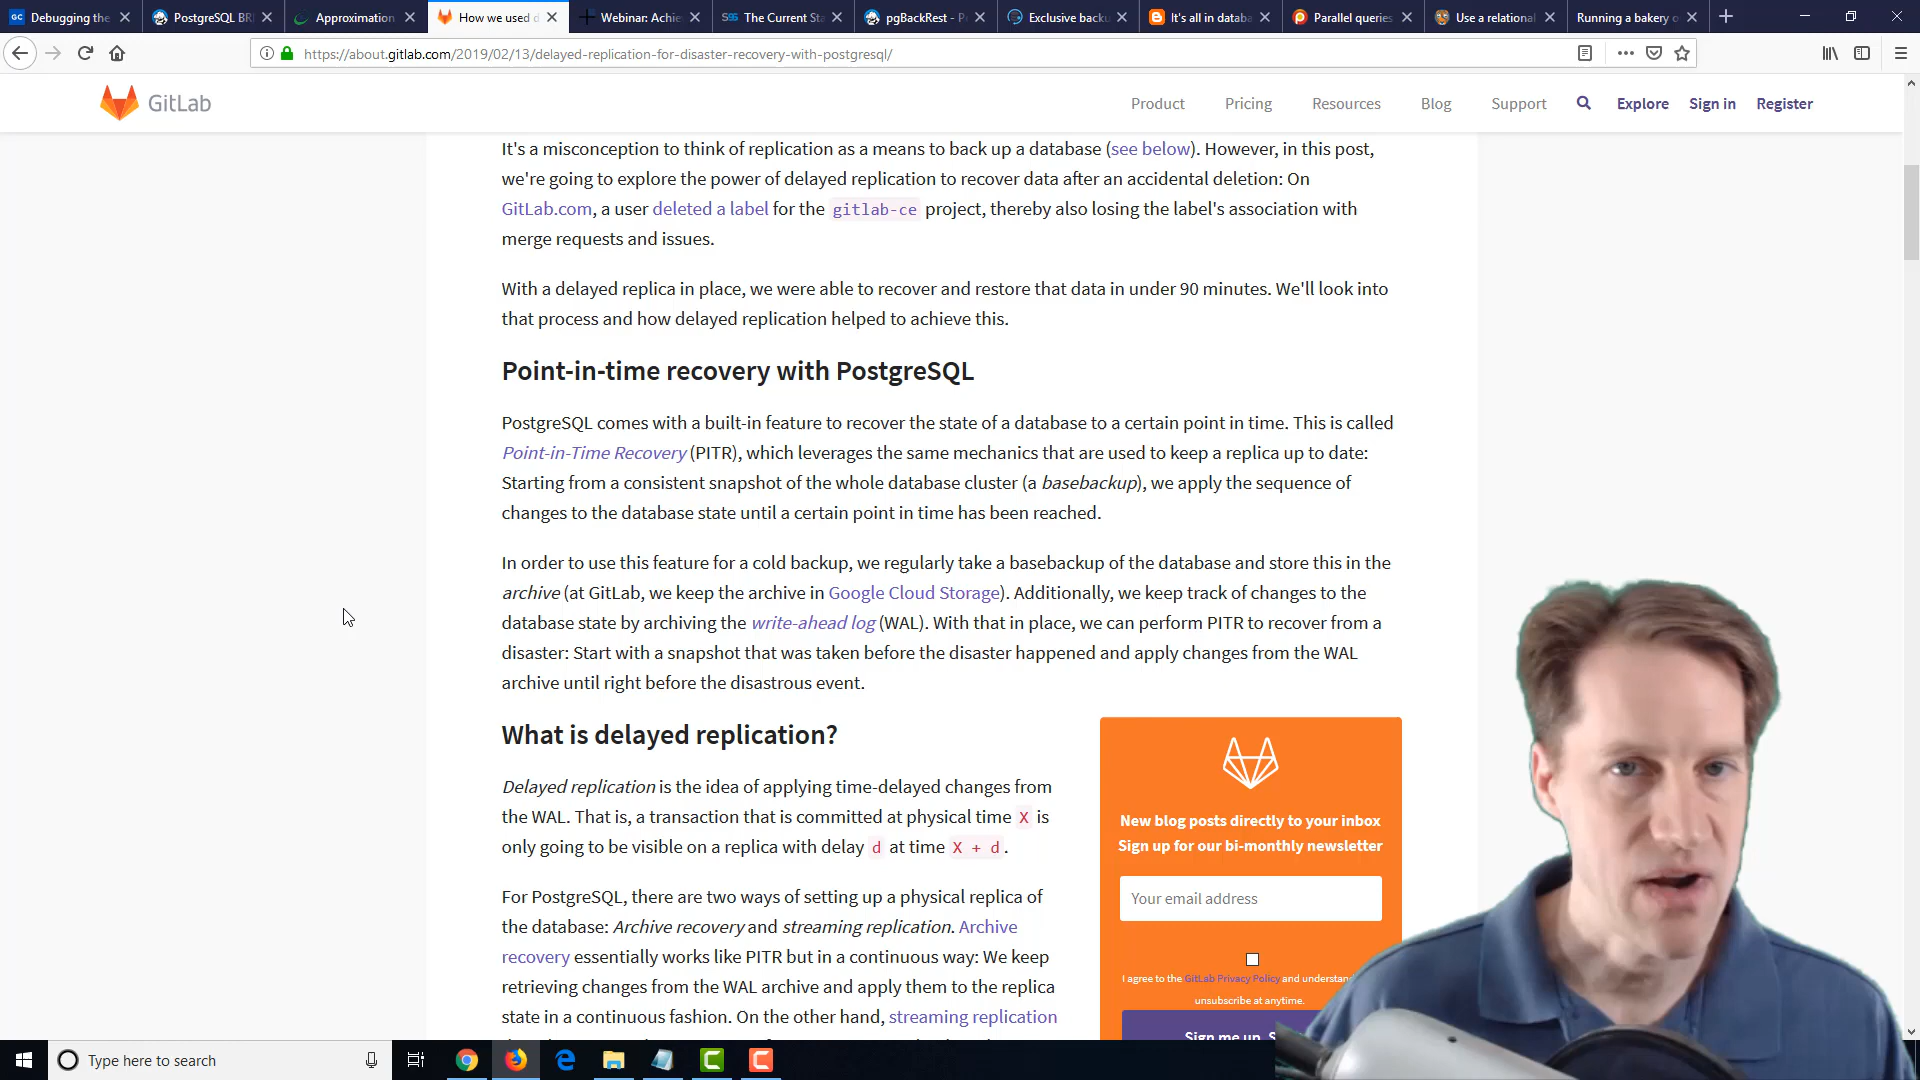 Debugging the
PostgreSQL BR
Approximation
How we used d
Webinar: Achie
The Current Sta
pgBackRest - P
Exclusive backu
It's all in databa
Parallel queries
Use a relational
Running a bakery o
https://about.gitlab.com/2019/02/13/delayed-replication-for-disaster-recovery-with-postgresql/
GitLab
Product
Pricing
Resources
Blog
Support
Explore
Sign in
Register
It's a misconception to think of replication as a means to back up a database (see below). However, in this post,
we're going to explore the power of delayed replication to recover data after an accidental deletion: On
GitLab.com, a user deleted a label for the gitlab-ce project, thereby also losing the label's association with
merge requests and issues.
With a delayed replica in place, we were able to recover and restore that data in under 90 minutes. We'll look into
that process and how delayed replication helped to achieve this.
Point-in-time recovery with PostgreSQL
PostgreSQL comes with a built-in feature to recover the state of a database to a certain point in time. This is called
Point-in-Time Recovery (PITR), which leverages the same mechanics that are used to keep a replica up to date:
Starting from a consistent snapshot of the whole database cluster (a basebackup), we apply the sequence of
changes to the database state until a certain point in time has been reached.
In order to use this feature for a cold backup, we regularly take a basebackup of the database and store this in the
archive (at GitLab, we keep the archive in Google Cloud Storage). Additionally, we keep track of changes to the
database state by archiving the write-ahead log (WAL). With that in place, we can perform PITR to recover from a
disaster: Start with a snapshot that was taken before the disaster happened and apply changes from the WAL
archive until right before the disastrous event.
What is delayed replication?
Delayed replication is the idea of applying time-delayed changes from
the WAL. That is, a transaction that is committed at physical time X is
only going to be visible on a replica with delay d at time X + d.
For PostgreSQL, there are two ways of setting up a physical replica of
the database: Archive recovery and streaming replication. Archive
recovery essentially works like PITR but in a continuous way: We keep
retrieving changes from the WAL archive and apply them to the replica
state in a continuous fashion. On the other hand, streaming replication
New blog posts directly to your inbox
Sign up for our bi-monthly newsletter
Your email address
I agree to the GitLab Privacy Policy and understand
unsubscribe at anytime.
Sign me up, S
Type here to search